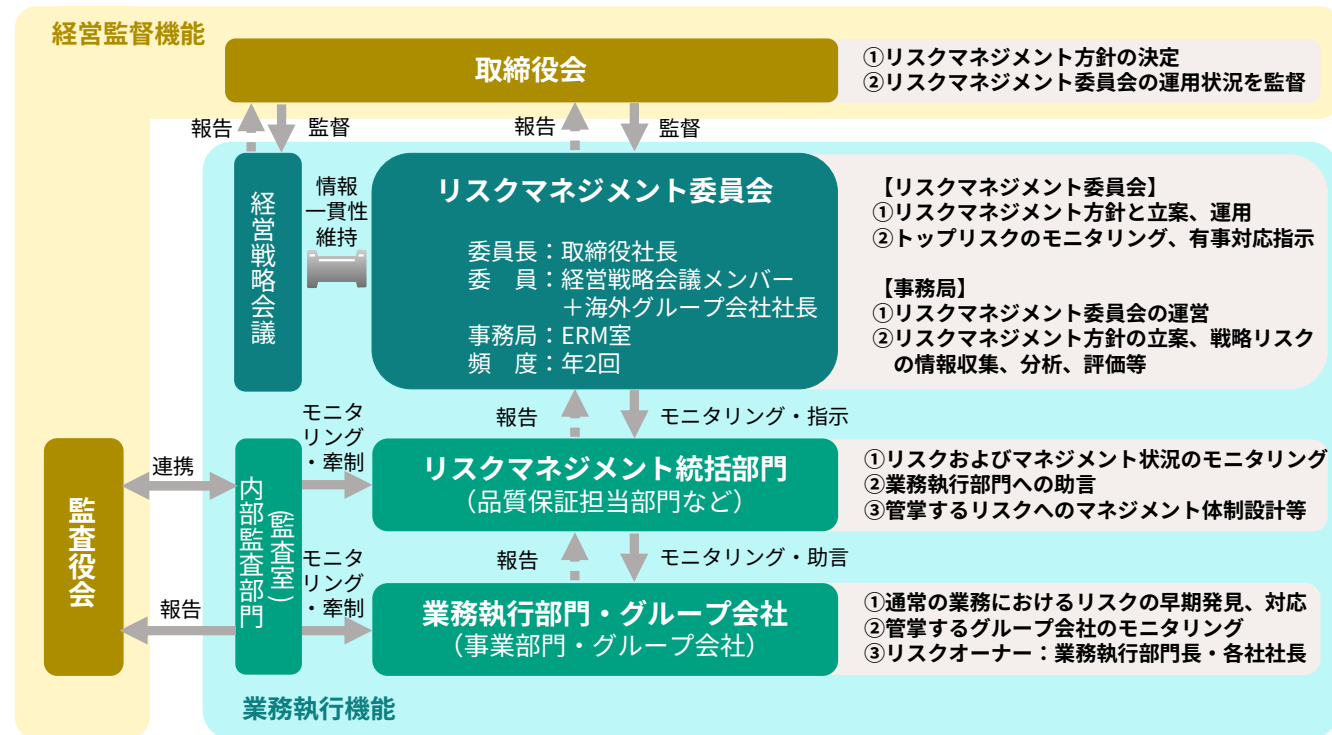 経営監督機能
取締役会
①リスクマネジメント方針の決定
②リスクマネジメント委員会の運用状況を監督
報告
監督
報告
監督
経営戦略会議
情報
一貫性
維持
リスクマネジメント委員会
委員長：取締役社長
委　員：経営戦略会議メンバー
＋海外グループ会社社長
事務局：ERM室
頻　度：年2回
【リスクマネジメント委員会】
①リスクマネジメント方針と立案、運用
②トップリスクのモニタリング、有事対応指示
【事務局】
①リスクマネジメント委員会の運営
②リスクマネジメント方針の立案、戦略リスク
の情報収集、分析、評価等
報告
モニタリング・指示
監査役会
連携
報告
内部監査部門
（監査室）
モニタ
リング
・牽制
モニタ
リング
・牽制
リスクマネジメント統括部門
（品質保証担当部門など）
①リスクおよびマネジメント状況のモニタリング
②業務執行部門への助言
③管掌するリスクへのマネジメント体制設計等
報告
モニタリング・助言
業務執行部門・グループ会社
（事業部門・グループ会社）
①通常の業務におけるリスクの早期発見、対応
②管掌するグループ会社のモニタリング
③リスクオーナー：業務執行部門長・各社社長
業務執行機能